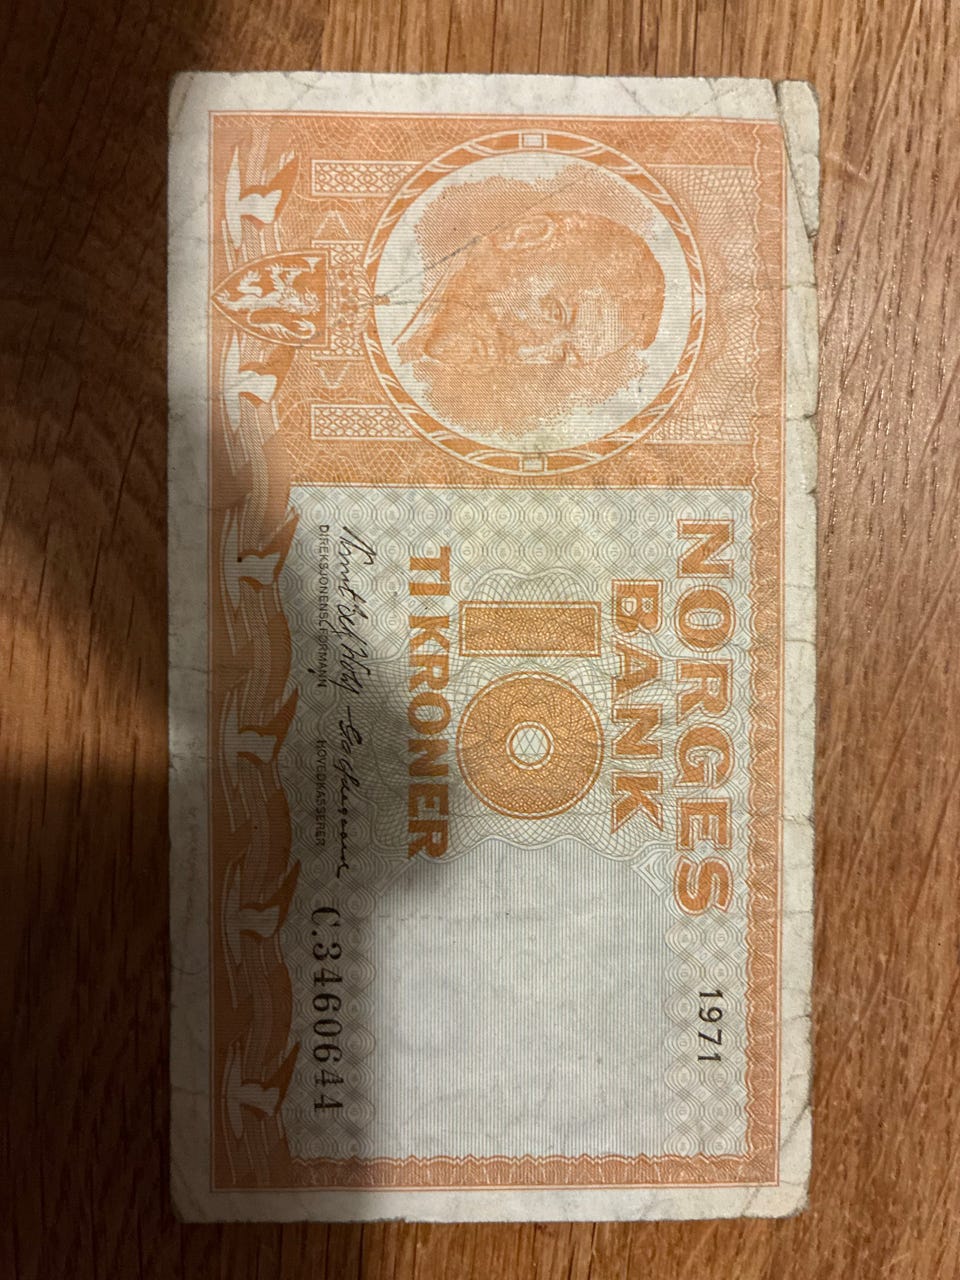 NORGES
BANK
1971
10
TI KRONER
DIREKSJONENS FORMANN
HOVEDKASSERER
C.3460644